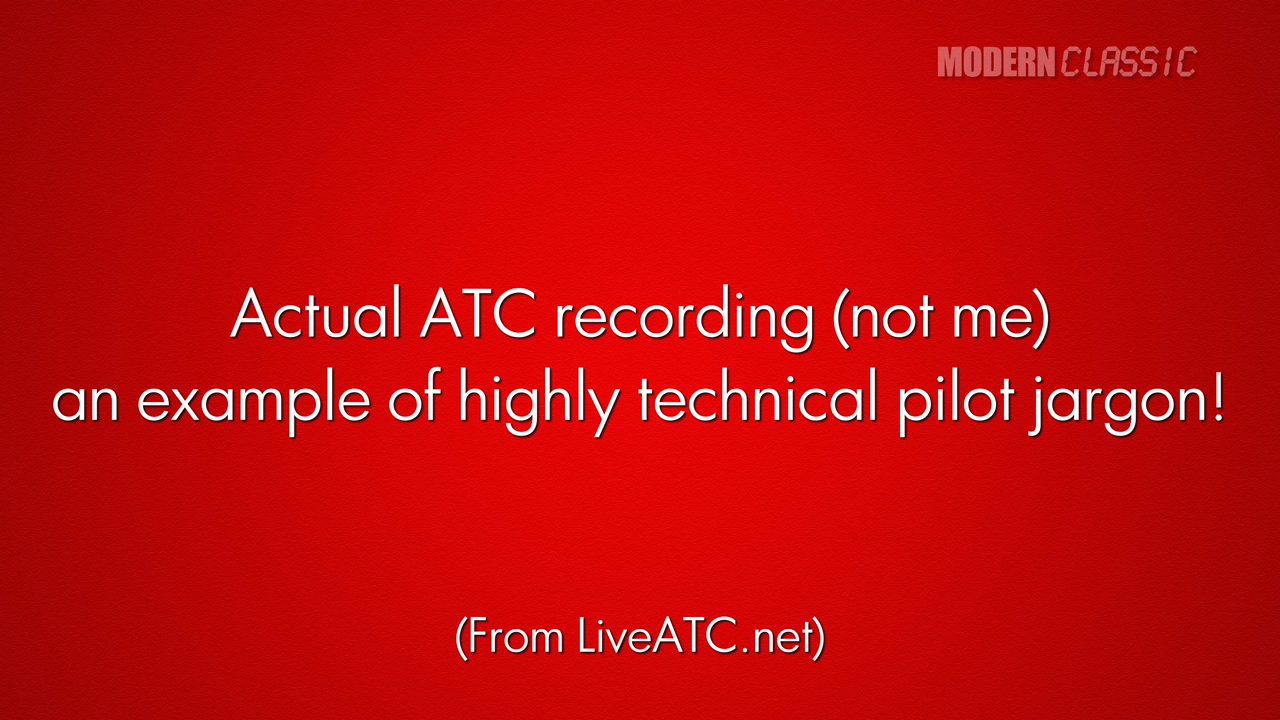 MODERN CLASSIC
Actual ATC recording (not me)
an example of highly technical pilot jargon!
(From LiveATC.net)